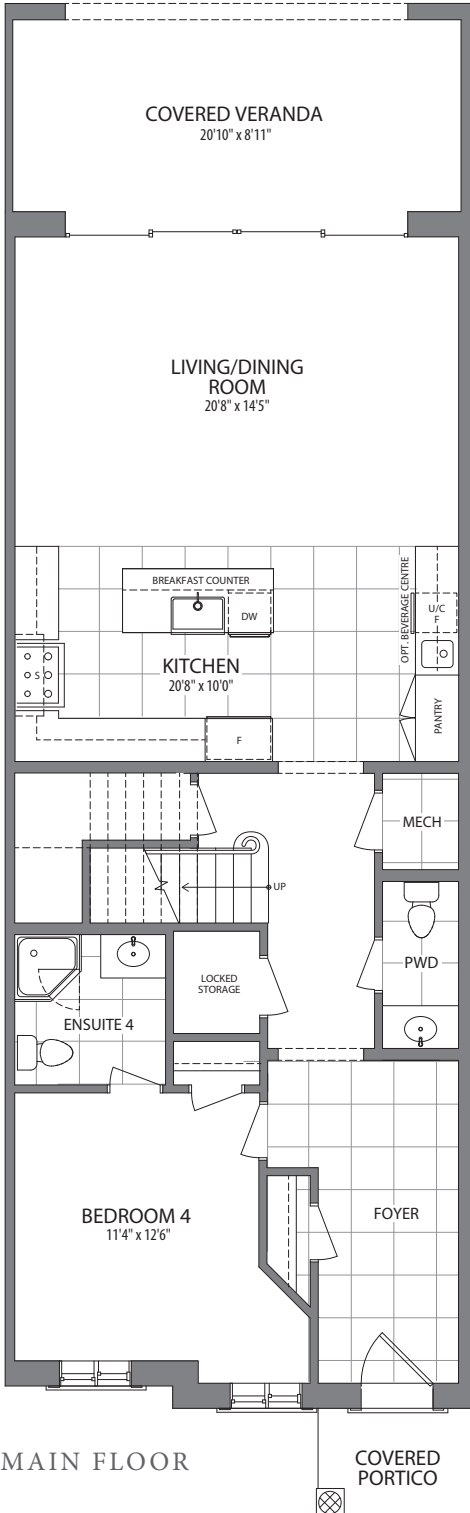 COVERED VERANDA
20'10" x 8'11"
LIVING/DINING
ROOM
20'8" x 14'5"
BREAKFAST COUNTER
DW
OPT. BEVERAGE CENTRE
U/C
F
KITCHEN
20'8" x 10'0"
S
PANTRY
F
MECH
UP
PWD
LOCKED
STORAGE
ENSUITE 4
BEDROOM 4
11'4" x 12'6"
FOYER
MAIN FLOOR
COVERED
PORTICO